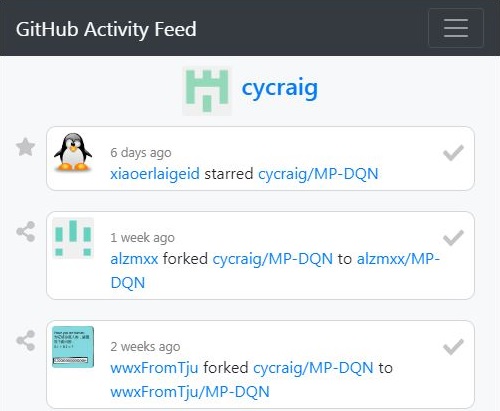 GitHub Activity Feed
cycraig
6 days ago
xiaoerlaigeid starred cycraig/MP-DQN
1 week ago
alzmxx forked cycraig/MP-DQN to alzmxx/MP-
DQN
2 weeks ago
wwxFromTju forked cycraig/MP-DQN to
wwxFromTju/MP-DQN